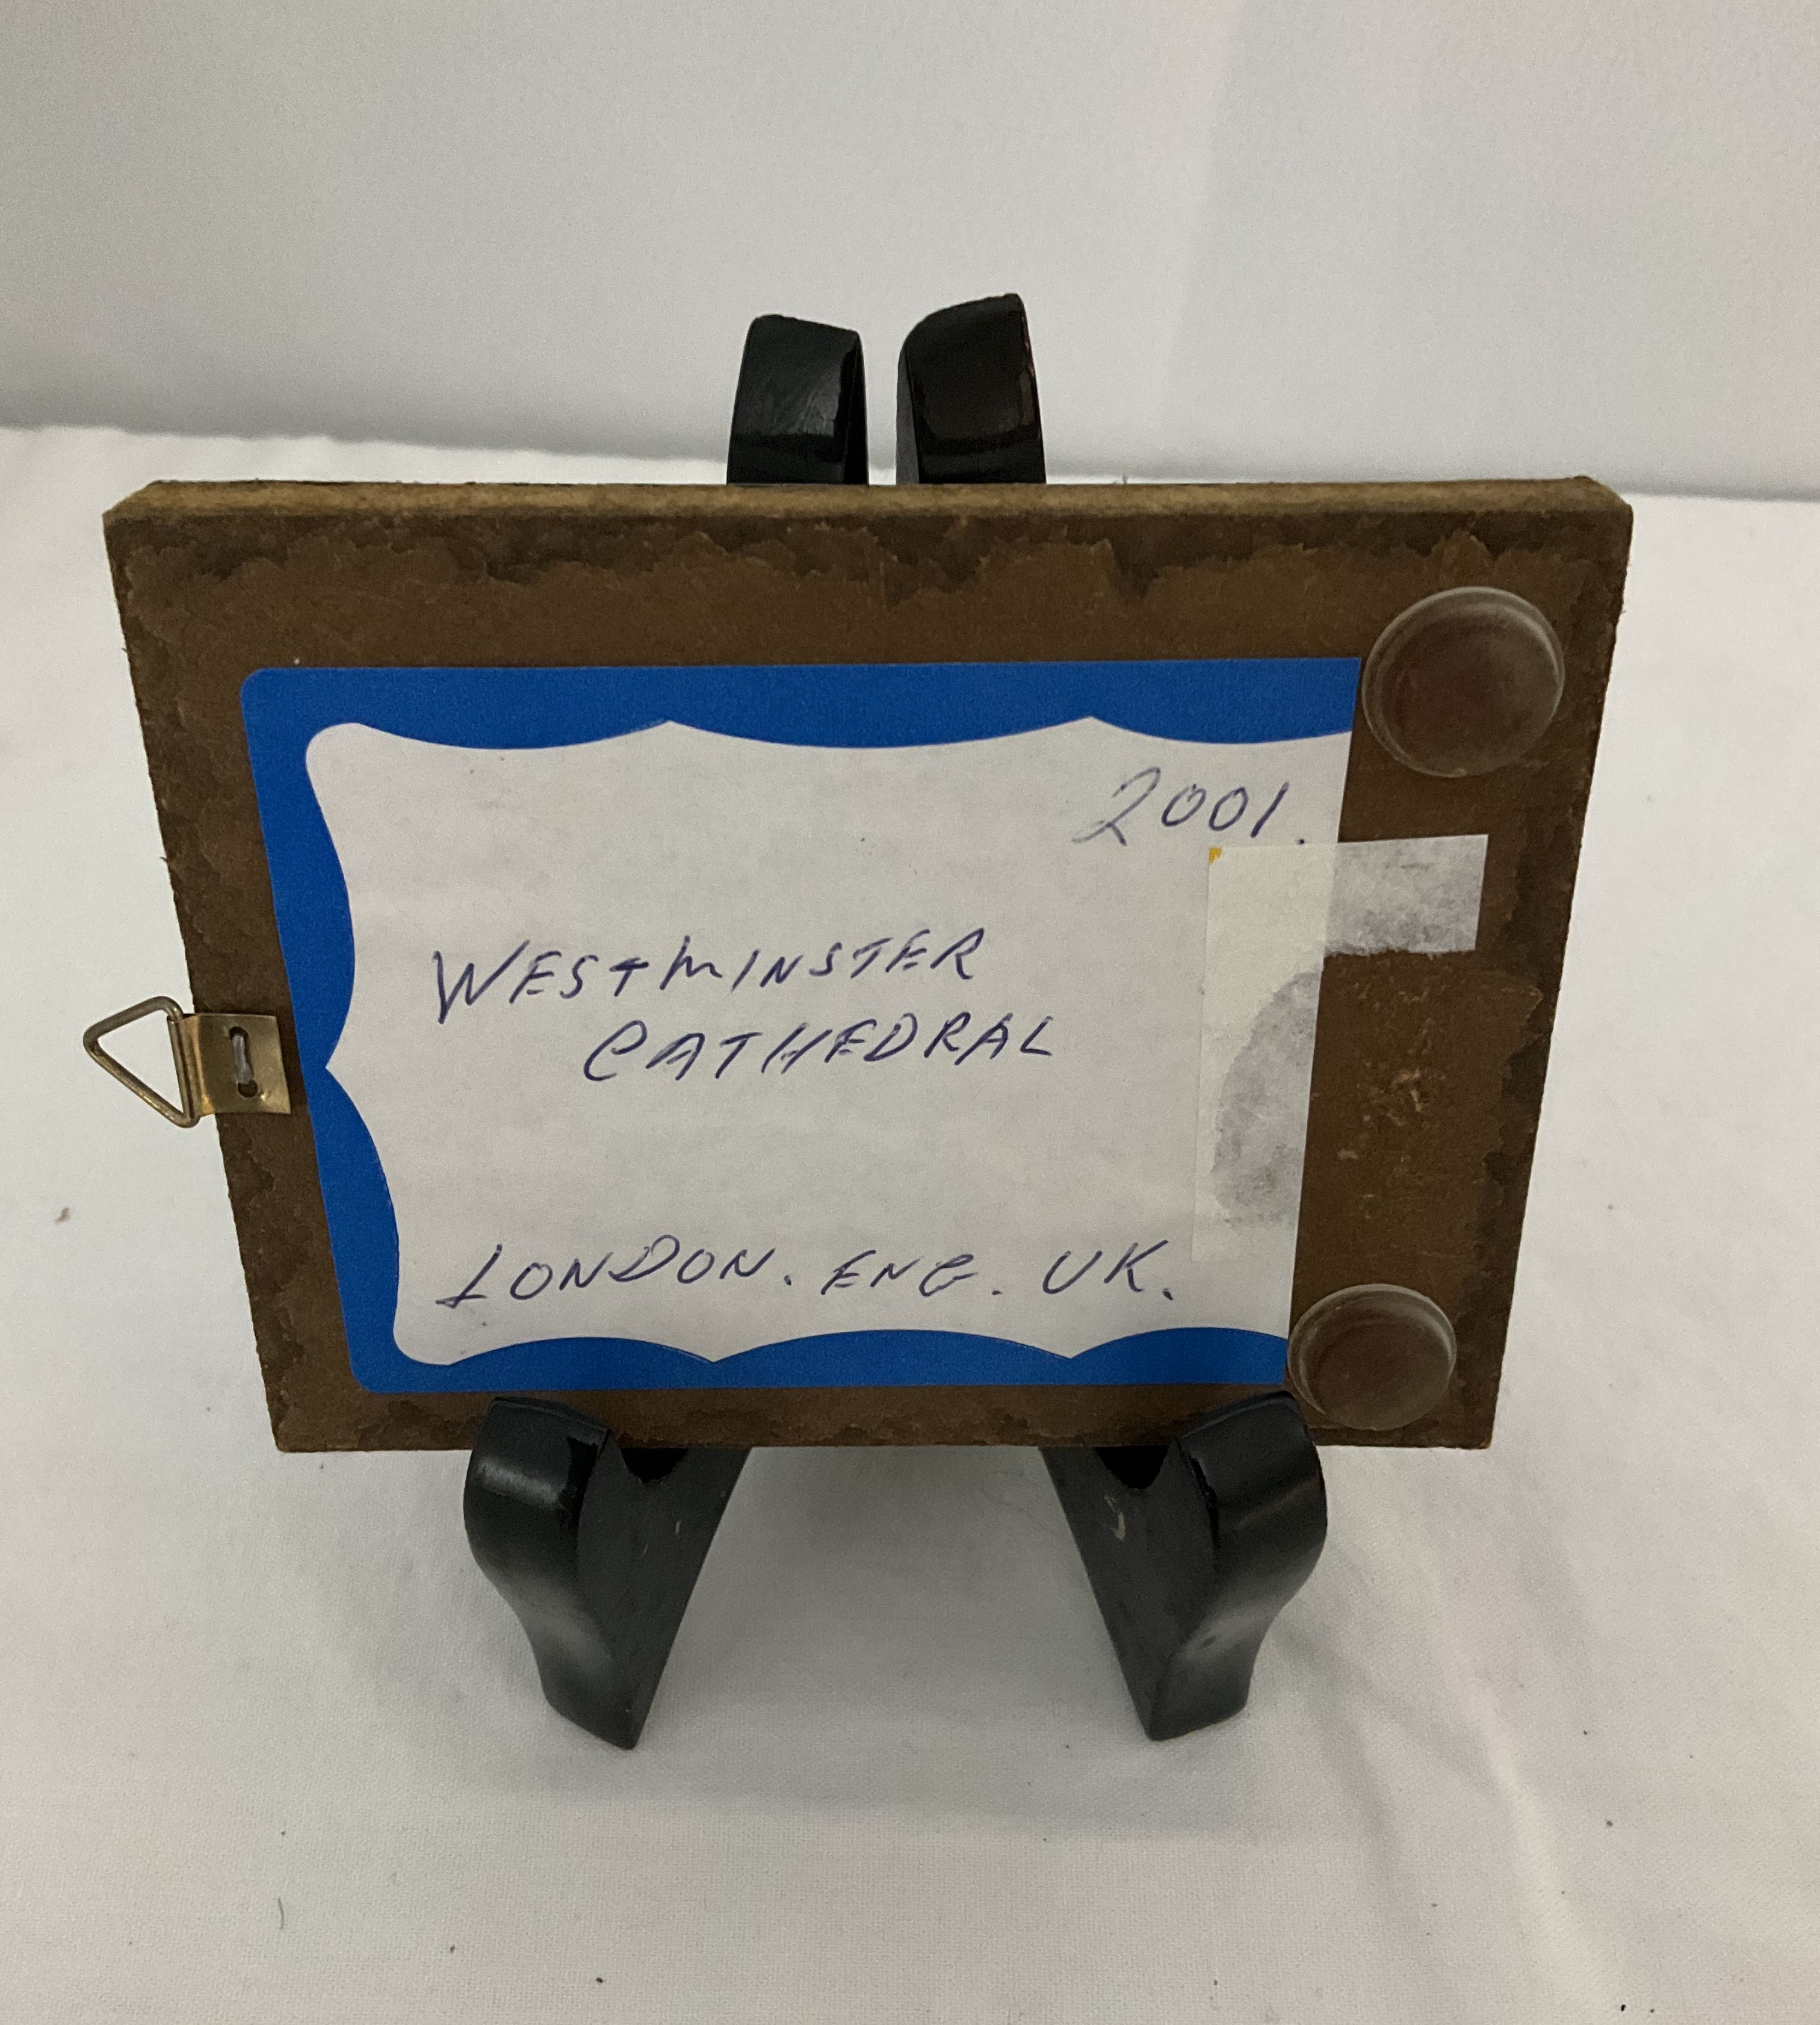 2001.
WESTMINSTER
CATHEDRAL
LONDON. ENG. UK.